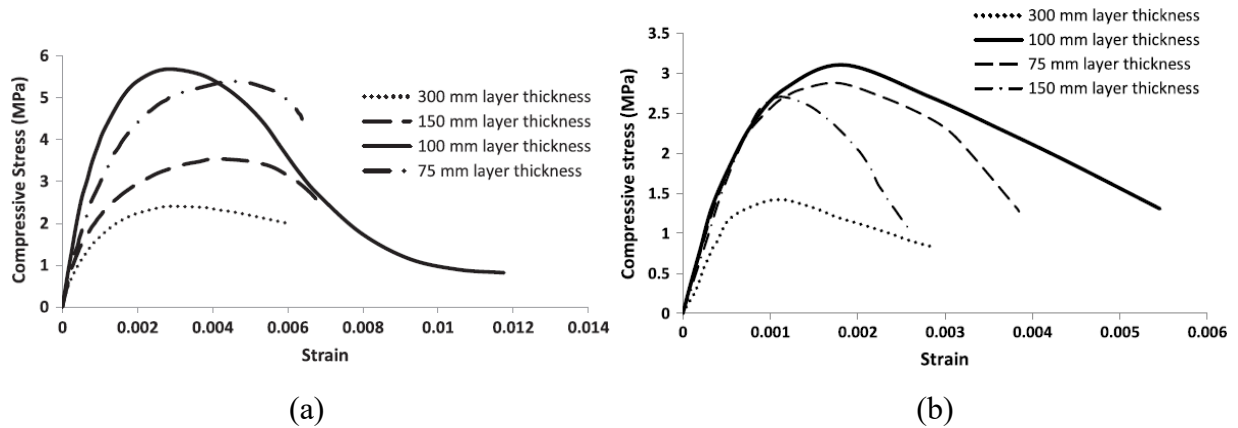 Compressive Stress (MPa)
6
5
4
3
2
1
0
0 0.002 0.004 0.006 0.008 0.01 0.012 0.014
Strain
300 mm layer thickness
150 mm layer thickness
100 mm layer thickness
75 mm layer thickness
(a)
300 mm layer thickness
100 mm layer thickness
75 mm layer thickness
150 mm layer thickness
Compressive stress (MPa)
3.5
3
2.5
2
1.5
1
0.5
0
0 0.001 0.002 0.003 0.004 0.005 0.006
Strain
(b)